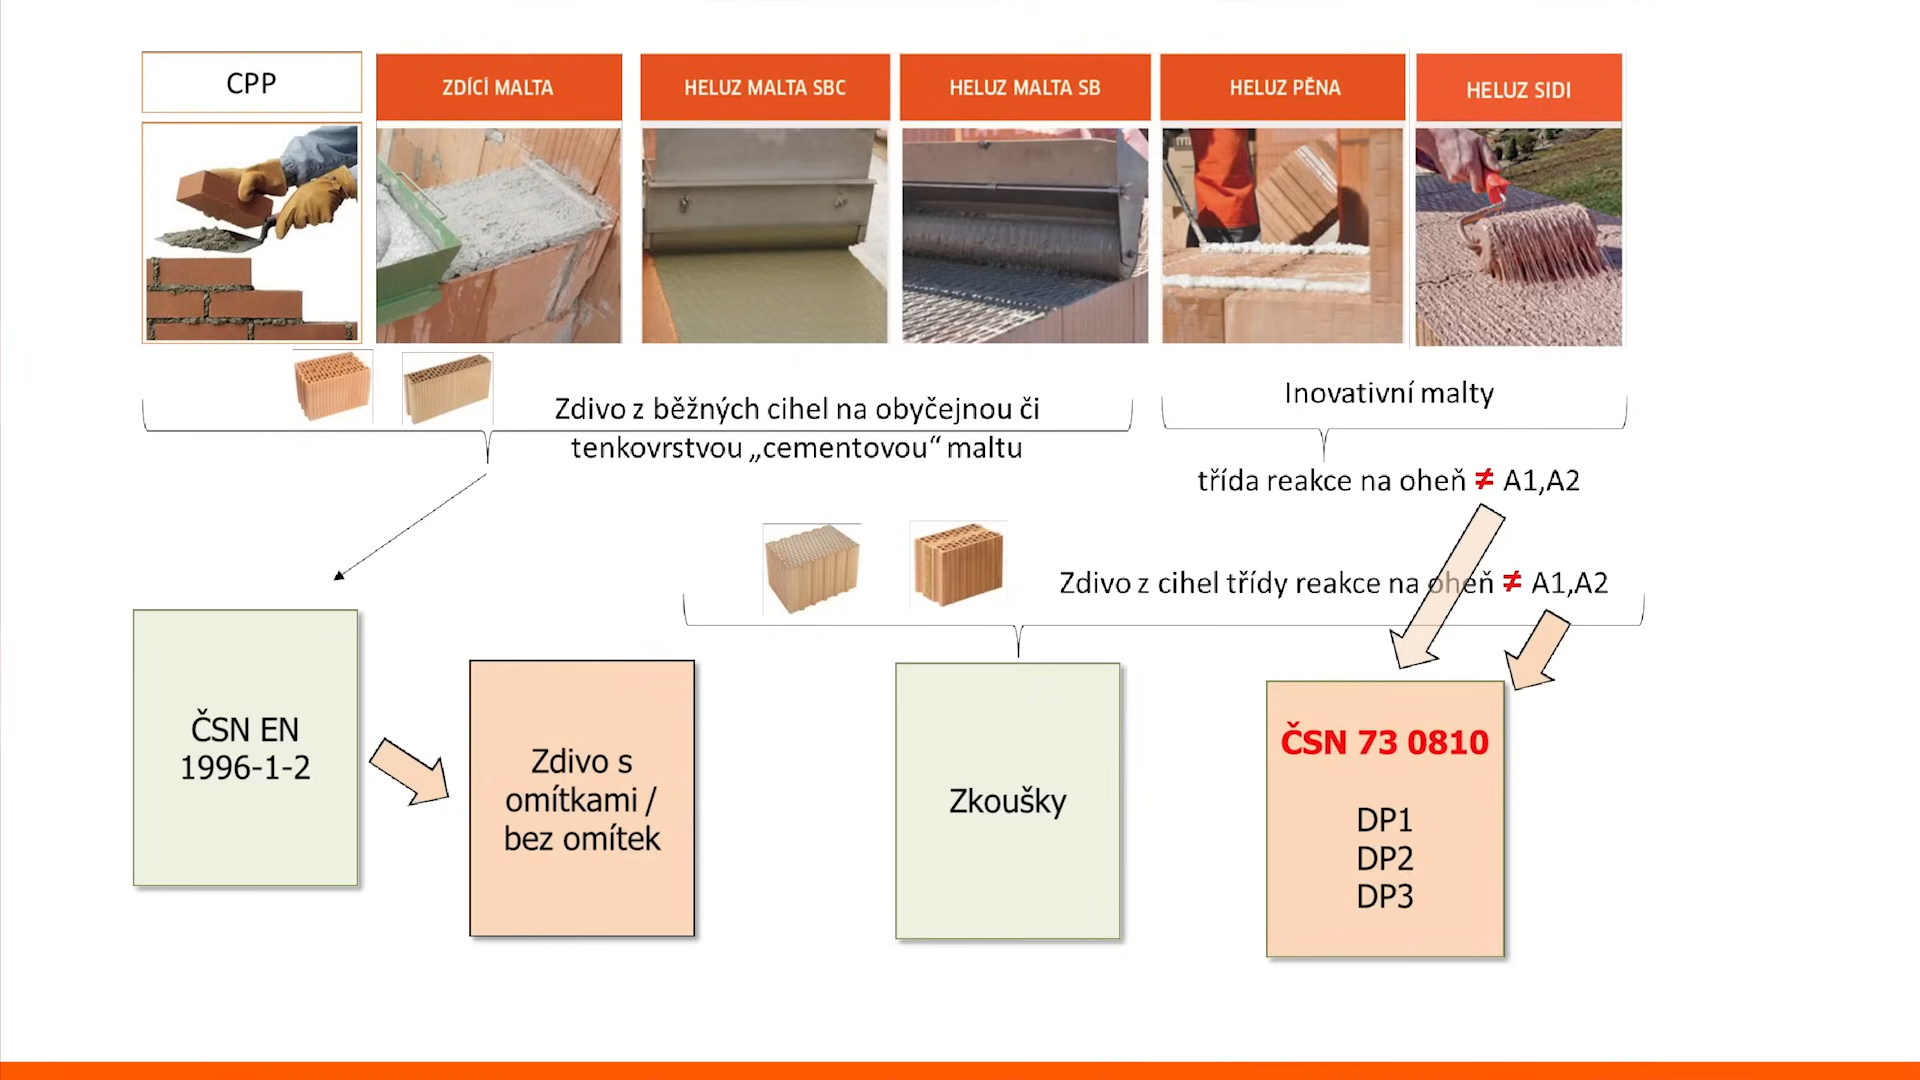 CPP
ZDÍCÍ MALTA
HELUZ MALTA SBC
HELUZ MALTA SB
HELUZ PĚNA
HELUZ SIDI
Zdivo z běžných cihel na obyčejnou či
tenkovrstvou „cementovou“ maltu
Inovativní malty
třída reakce na oheň ≠ A1,A2
Zdivo z cihel třídy reakce na oheň ≠ A1,A2
ČSN EN
1996-1-2
Zdivo s
omítkami /
bez omítek
Zkoušky
ČSN 73 0810
DP1
DP2
DP3